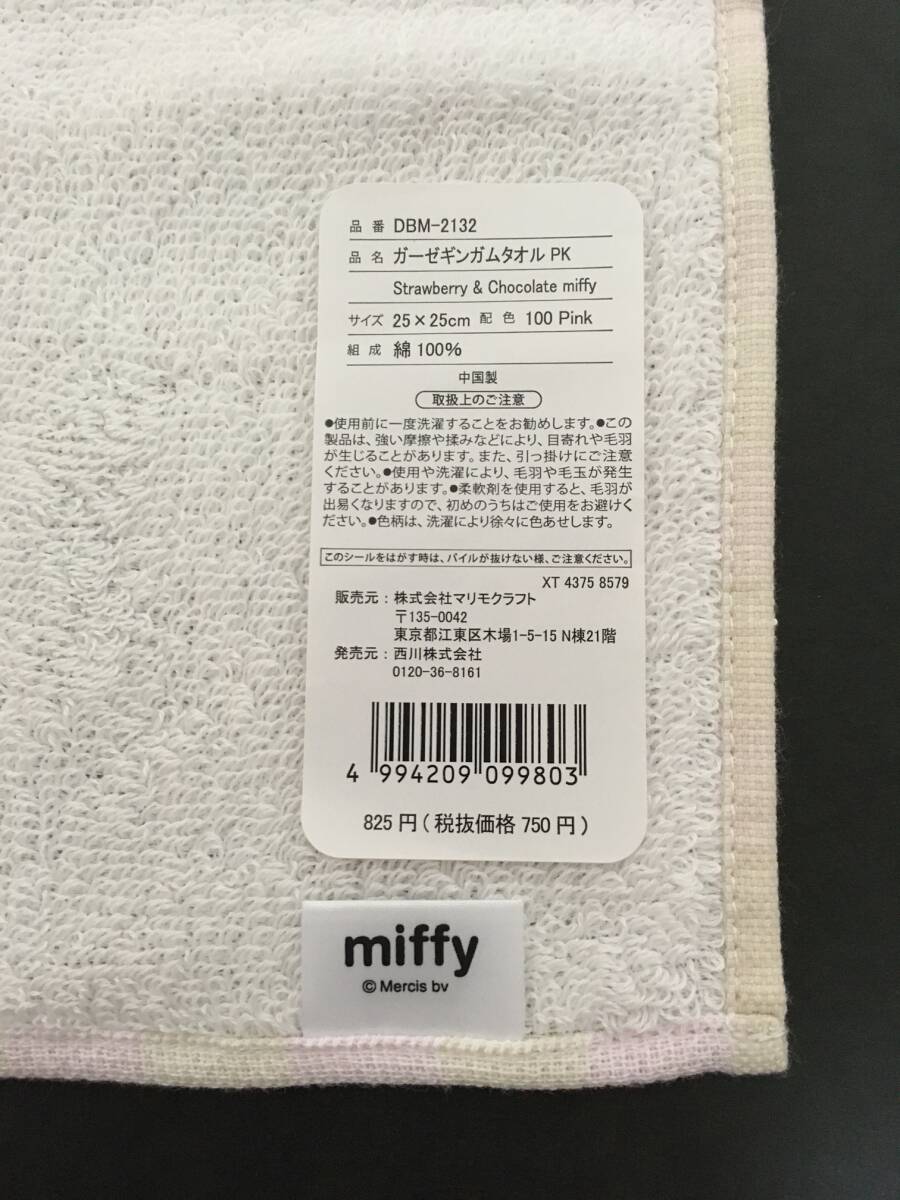 品番 DBM-2132
品名 ガーゼギンガムタオル PK
Strawberry & Chocolate miffy
サイズ 25×25cm 配色 100 Pink
組成 綿100%
中国製
取扱上のご注意
●使用前に一度洗濯することをお勧めします。●この
製品は、強い摩擦や揉みなどにより、目寄れや毛羽
が生じることがあります。また、引っ掛けにご注意
ください。●使用や洗濯により、毛羽や毛玉が発生
することがあります。●柔軟剤を使用すると、毛羽が
出易くなりますので、初めのうちはご使用をお避けく
ださい。●色柄は、洗濯により徐々に色あせします。
このシールをはがす時は、パイルが抜けない様、ご注意ください。
XT 4375 8579
販売元：株式会社マリモクラフト
〒135-0042
東京都江東区木場1-5-15 N棟21階
発売元：西川株式会社
0120-36-8161
4 994209 099803
825円(税抜価格750円)
miffy
© Mercis bv